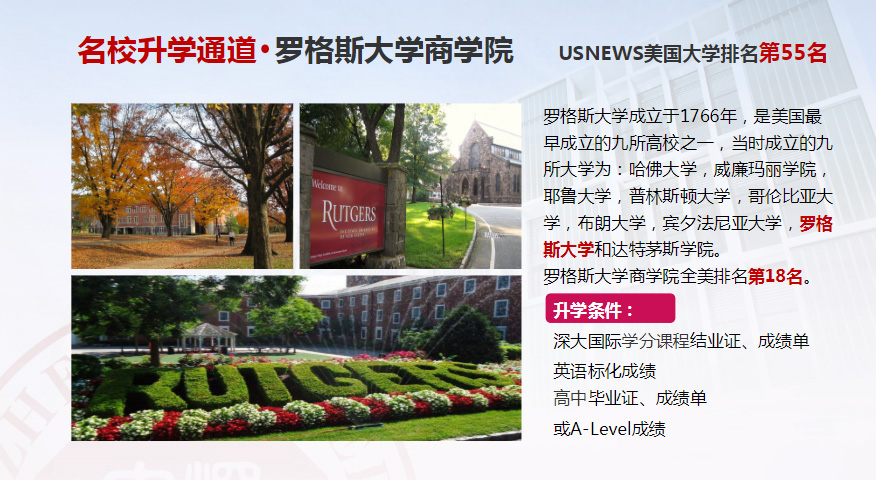 名校升学通道·罗格斯大学商学院
USNEWS美国大学排名第55名
Welcome to
RUTGERS
RUTGERS
罗格斯大学成立于1766年，是美国最
早成立的九所高校之一，当时成立的九
所大学为：哈佛大学，威廉玛丽学院，
耶鲁大学，普林斯顿大学，哥伦比亚大
学，布朗大学，宾夕法尼亚大学，罗格
斯大学和达特茅斯学院。
罗格斯大学商学院全美排名第18名。
升学条件：
深大国际学分课程结业证、成绩单
英语标化成绩
高中毕业证、成绩单
或A-Level成绩